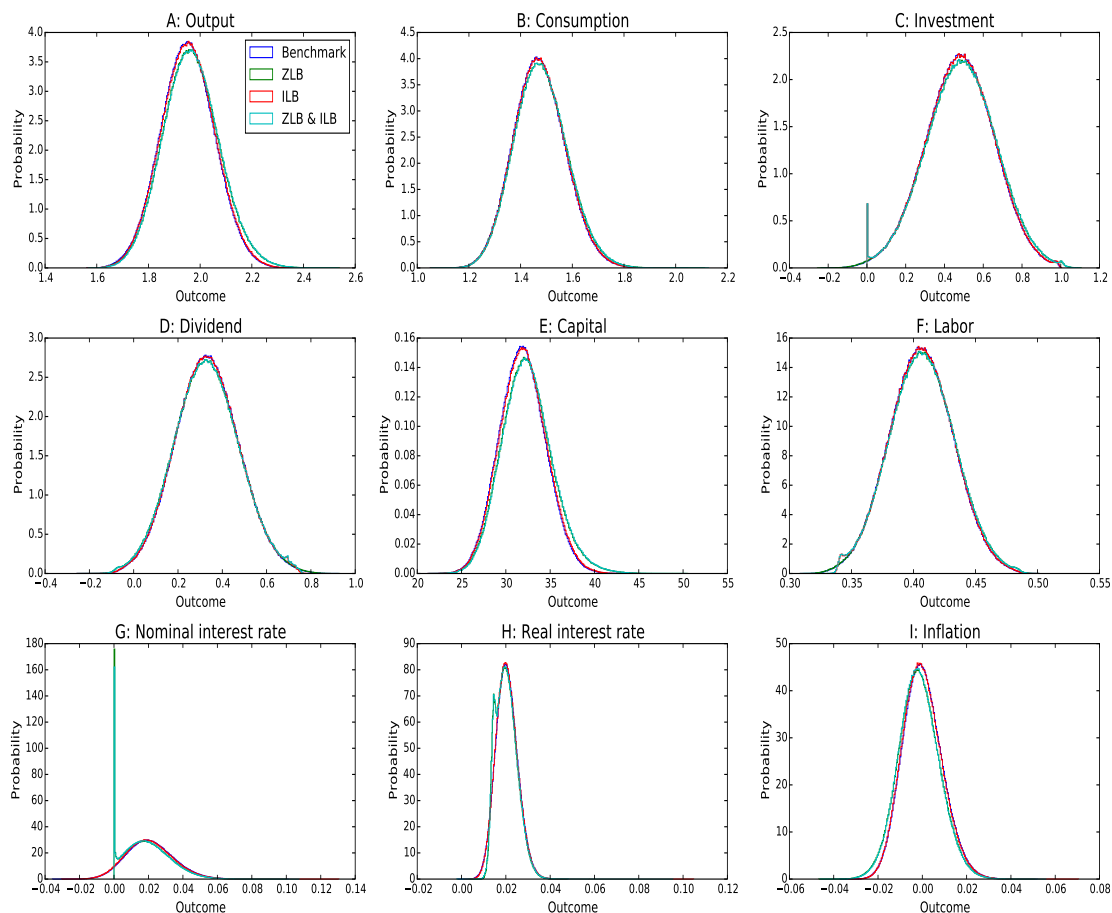 A: Output
B: Consumption
C: Investment
Probability
4.0
3.5
3.0
2.5
2.0
1.5
1.0
0.5
0.0
1.4 1.6 1.8 2.0 2.2 2.4 2.6
Outcome
Benchmark
ZLB
ILB
ZLB & ILB
Probability
4.5
4.0
3.5
3.0
2.5
2.0
1.5
1.0
0.5
0.0
1.0 1.2 1.4 1.6 1.8 2.0 2.2
Outcome
Probability
2.5
2.0
1.5
1.0
0.5
0.0
−0.4 −0.2 0.0 0.2 0.4 0.6 0.8 1.0 1.2
Outcome
D: Dividend
E: Capital
F: Labor
Probability
3.0
2.5
2.0
1.5
1.0
0.5
0.0
−0.4 −0.2 0.0 0.2 0.4 0.6 0.8 1.0
Outcome
Probability
0.16
0.14
0.12
0.10
0.08
0.06
0.04
0.02
0.00
20 25 30 35 40 45 50 55
Outcome
Probability
16
14
12
10
8
6
4
2
0
0.30 0.35 0.40 0.45 0.50 0.55
Outcome
G: Nominal interest rate
H: Real interest rate
I: Inflation
Probability
180
160
140
120
100
80
60
40
20
0
−0.04 −0.02 0.00 0.02 0.04 0.06 0.08 0.10 0.12 0.14
Outcome
Probability
90
80
70
60
50
40
30
20
10
0
−0.02 0.00 0.02 0.04 0.06 0.08 0.10 0.12
Outcome
Probability
50
40
30
20
10
0
−0.06 −0.04 −0.02 0.00 0.02 0.04 0.06 0.08
Outcome